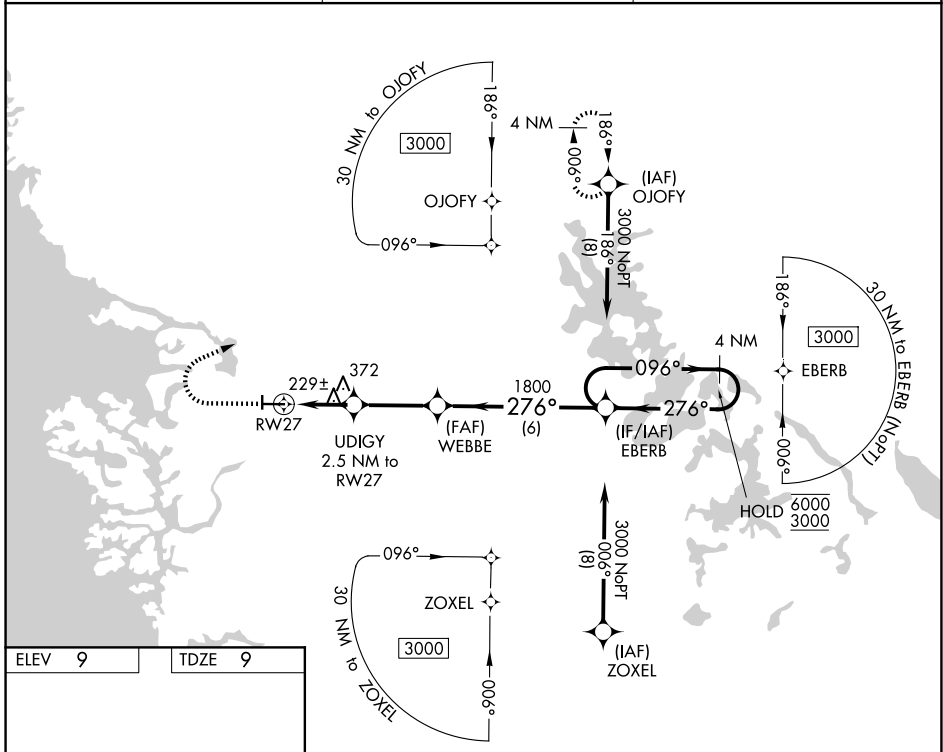 30 NM to OJOFY
186°
3000
OJOFY
096°
4 NM
186°
006°
(IAF)
OJOFY
3000 NoPT
186°
(8)
186°
30 NM to EBERB (NoPT)
3000
EBERB
006°
4 NM
096°
276°
(IF/IAF)
EBERB
HOLD 6000
3000
1800
276°
(6)
(FAF)
WEBBE
372
229±
UDIGY
2.5 NM to
RW27
RW27
3000 NoPT
006°
(8)
(IAF)
ZOXEL
096°
ZOXEL
30 NM to ZOXEL
3000
006°
ELEV 9
TDZE 9